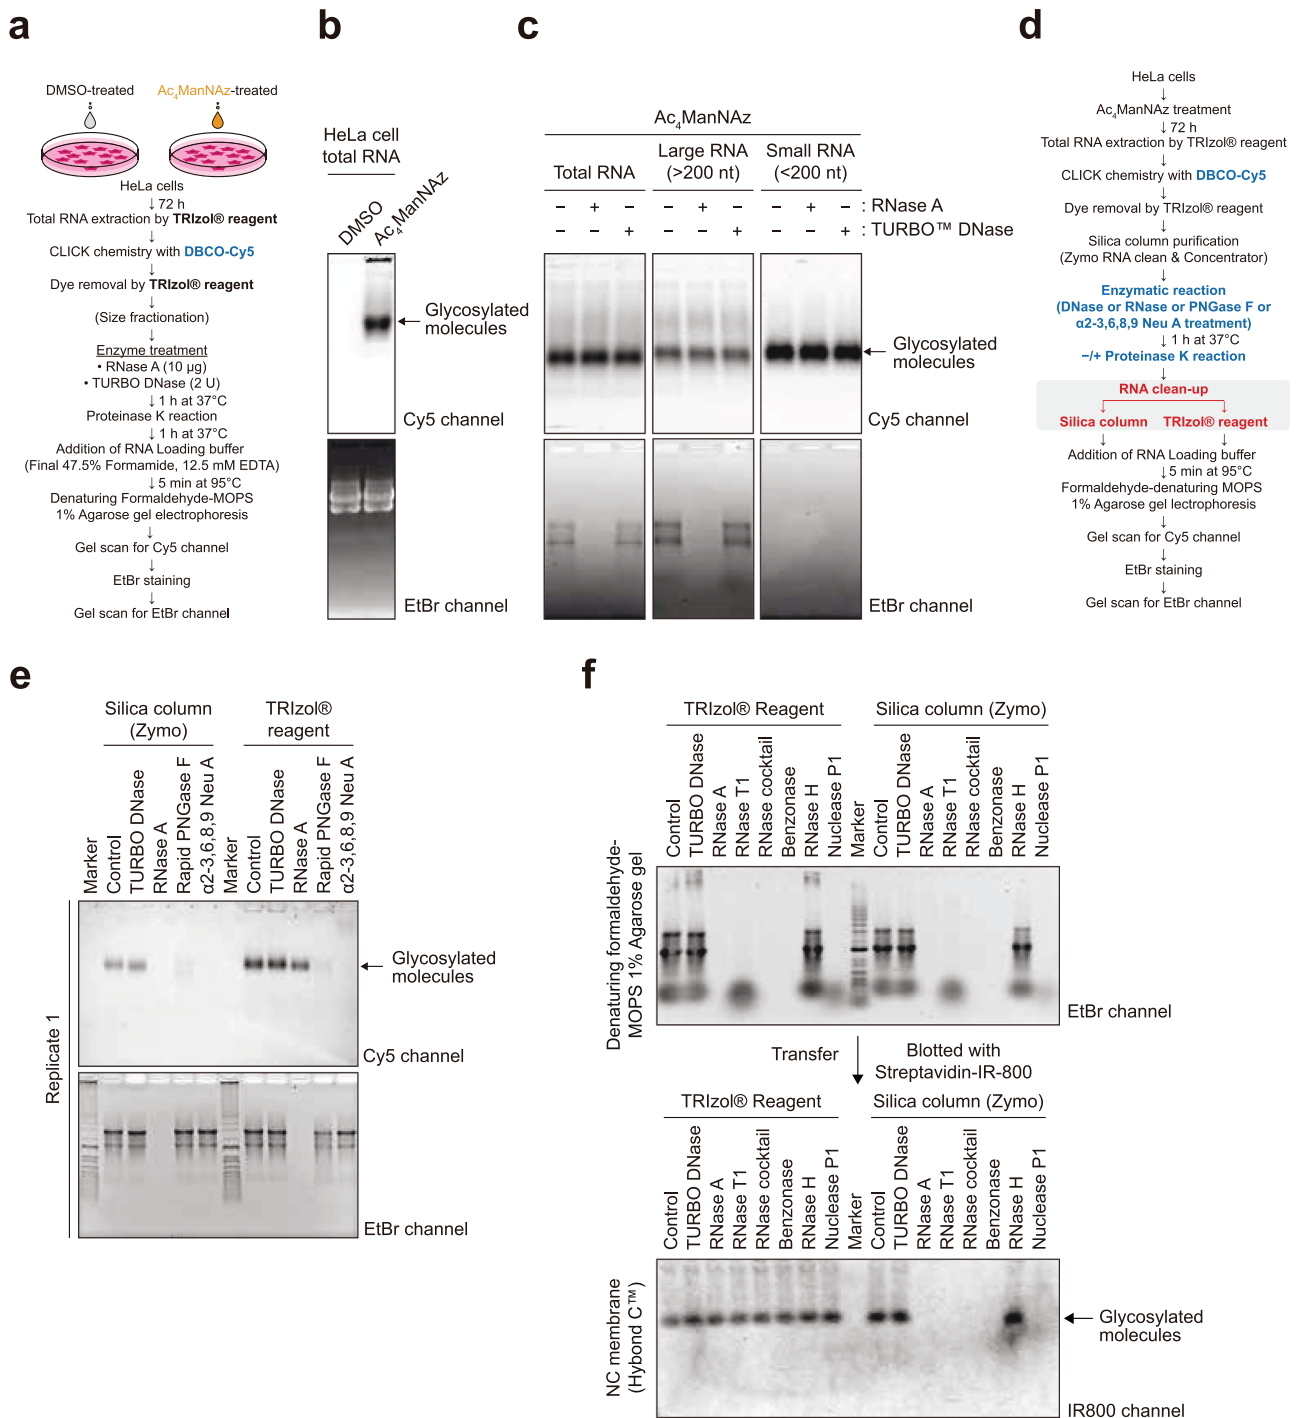 a
DMSO-treated
Ac4ManNAz-treated
HeLa cells
↓ 72 h
Total RNA extraction by TRIzol® reagent
↓
CLICK chemistry with DBCO-Cy5
↓
Dye removal by TRIzol® reagent
↓
(Size fractionation)
↓
Enzyme treatment
• RNase A (10 µg)
• TURBO DNase (2 U)
↓ 1 h at 37°C
Proteinase K reaction
↓ 1 h at 37°C
Addition of RNA Loading buffer
(Final 47.5% Formamide, 12.5 mM EDTA)
↓ 5 min at 95°C
Denaturing Formaldehyde-MOPS
1% Agarose gel electrophoresis
↓
Gel scan for Cy5 channel
↓
EtBr staining
↓
Gel scan for EtBr channel
b
HeLa cell
total RNA
DMSO
Ac4ManNAz
Glycosylated
molecules
Cy5 channel
EtBr channel
c
Ac4ManNAz
Total RNA
Large RNA
(>200 nt)
Small RNA
(<200 nt)
− + − + − + : RNase A
− + − + − + : TURBO™ DNase
Glycosylated
molecules
Cy5 channel
EtBr channel
d
HeLa cells
↓
Ac4ManNAz treatment
↓ 72 h
Total RNA extraction by TRIzol® reagent
↓
CLICK chemistry with DBCO-Cy5
↓
Dye removal by TRIzol® reagent
↓
Silica column purification
(Zymo RNA clean & Concentrator)
↓
Enzymatic reaction
(DNase or RNase or PNGase F or
α2-3,6,8,9 Neu A treatment)
↓ 1 h at 37°C
−/+ Proteinase K reaction
↓
RNA clean-up
Silica column
TRIzol® reagent
Addition of RNA Loading buffer
↓ 5 min at 95°C
Formaldehyde-denaturing MOPS
1% Agarose gel lectrophoresis
↓
Gel scan for Cy5 channel
↓
EtBr staining
↓
Gel scan for EtBr channel
e
Silica column
(Zymo)
TRIzol®
reagent
Marker
Control
TURBO DNase
RNase A
Rapid PNGase F
α2-3,6,8,9 Neu A
Marker
Control
TURBO DNase
RNase A
Rapid PNGase F
α2-3,6,8,9 Neu A
Replicate 1
Glycosylated
molecules
Cy5 channel
EtBr channel
f
TRIzol® Reagent
Silica column (Zymo)
Control
TURBO DNase
RNase A
RNase T1
RNase cocktail
Benzonase
RNase H
Nuclease P1
Marker
Control
TURBO DNase
RNase A
RNase T1
RNase cocktail
Benzonase
RNase H
Nuclease P1
Denaturing formaldehyde-
MOPS 1% Agarose gel
EtBr channel
Transfer
Blotted with
Streptavidin-IR-800
TRIzol® Reagent
Silica column (Zymo)
Control
TURBO DNase
RNase A
RNase T1
RNase cocktail
Benzonase
RNase H
Nuclease P1
Marker
Control
TURBO DNase
RNase A
RNase T1
RNase cocktail
Benzonase
RNase H
Nuclease P1
NC membrane
(Hybond C™)
Glycosylated
molecules
IR800 channel